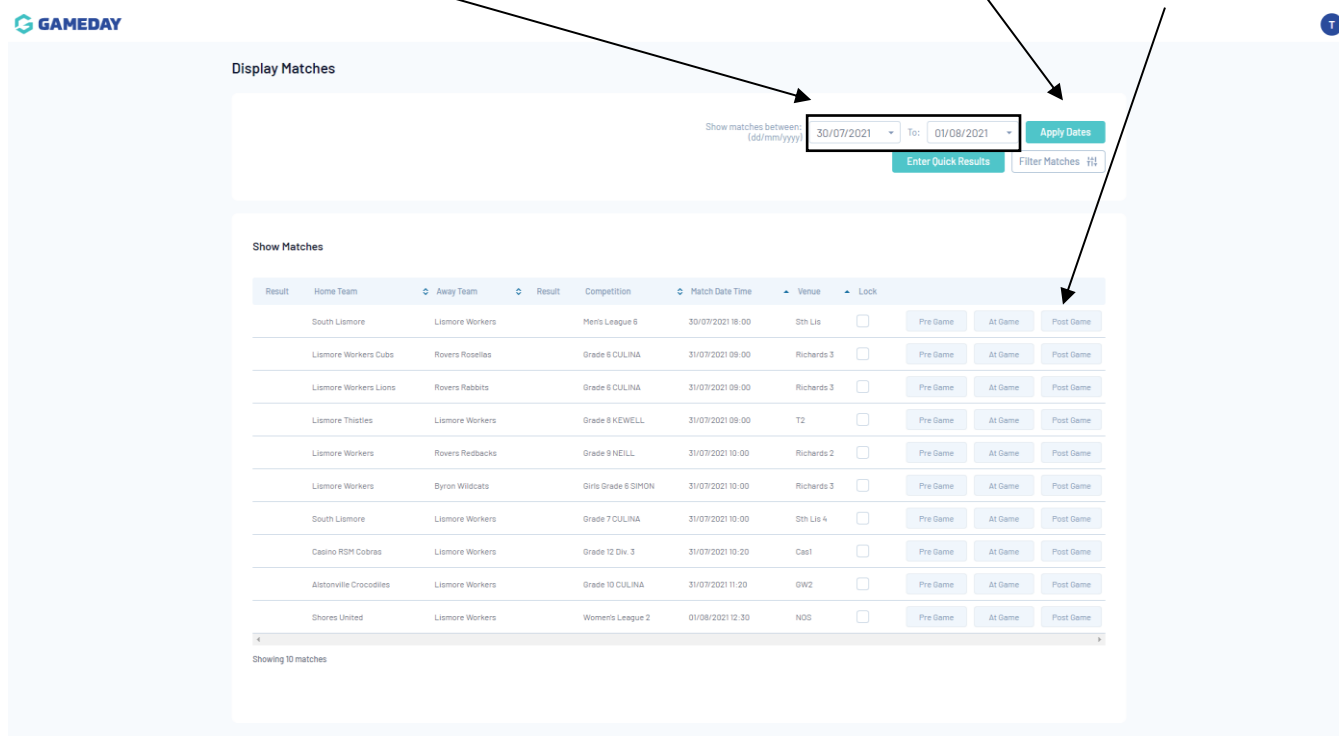 GAMEDAY
T
Display Matches
Show matches between: 30/07/2021 To: 01/08/2021 Apply Dates
(dd/mm/yyyy)
Enter Quick Results Filter Matches
Show Matches
Result Home Team Away Team Result Competition Match Date Time Venue Lock
South Lismore Lismore Workers Men's League 6 30/07/2021 18:00 Sth Lis Pre Game At Game Post Game
Lismore Workers Cubs Rovers Rosellas Grade 6 CULINA 31/07/2021 09:00 Richards 3 Pre Game At Game Post Game
Lismore Workers Lions Rovers Rabbits Grade 6 CULINA 31/07/2021 09:00 Richards 3 Pre Game At Game Post Game
Lismore Thistles Lismore Workers Grade 8 KEWELL 31/07/2021 09:00 T2 Pre Game At Game Post Game
Lismore Workers Rovers Redbacks Grade 9 NEILL 31/07/2021 10:00 Richards 2 Pre Game At Game Post Game
Lismore Workers Byron Wildcats Girls Grade 6 SIMON 31/07/2021 10:00 Richards 3 Pre Game At Game Post Game
South Lismore Lismore Workers Grade 7 CULINA 31/07/2021 10:00 Sth Lis 4 Pre Game At Game Post Game
Casino RSM Cobras Lismore Workers Grade 12 Div. 3 31/07/2021 10:20 Cas1 Pre Game At Game Post Game
Alstonville Crocodiles Lismore Workers Grade 10 CULINA 31/07/2021 11:20 GW2 Pre Game At Game Post Game
Shores United Lismore Workers Women's League 2 01/08/2021 12:30 NOS Pre Game At Game Post Game
Showing 10 matches